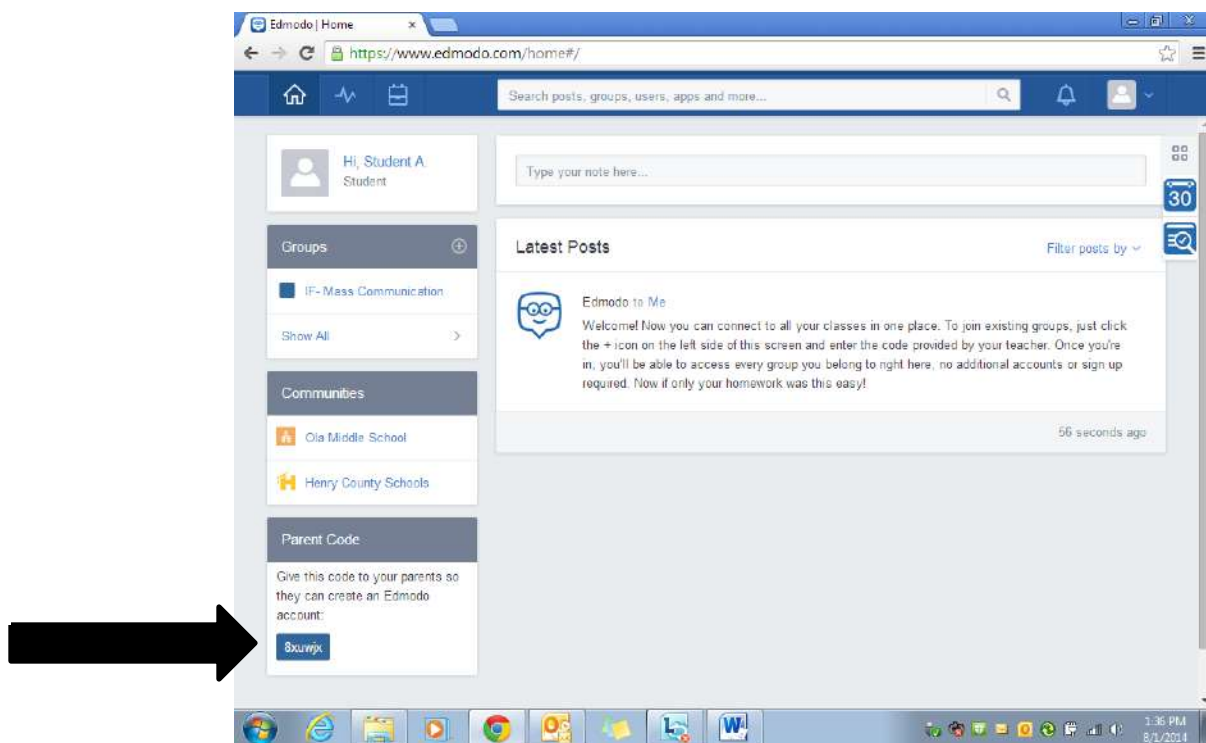 Edmodo | Home
https://www.edmodo.com/home#/
Search posts, groups, users, apps and more...
Hi, Student A.
Student
Type your note here...
30
Groups
IF- Mass Communication
Show All
Latest Posts
Filter posts by
Edmodo to Me
Welcome! Now you can connect to all your classes in one place. To join existing groups, just click
the + icon on the left side of this screen and enter the code provided by your teacher. Once you're
in, you'll be able to access every group you belong to right here, no additional accounts or sign up
required. Now if only your homework was this easy!
56 seconds ago
Communities
Ola Middle School
Henry County Schools
Parent Code
Give this code to your parents so
they can create an Edmodo
account:
8xuwjx
1:36 PM
8/1/2014